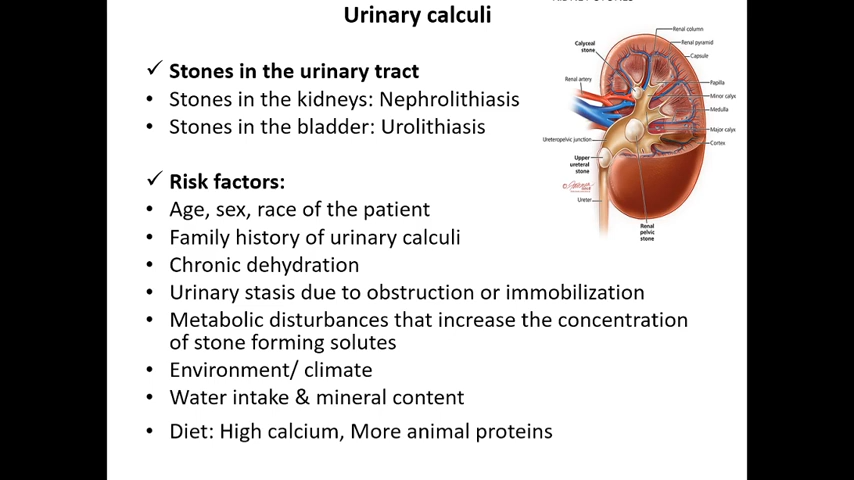 Urinary calculi
✓ Stones in the urinary tract
• Stones in the kidneys: Nephrolithiasis
• Stones in the bladder: Urolithiasis
✓ Risk factors:
• Age, sex, race of the patient
• Family history of urinary calculi
• Chronic dehydration
• Urinary stasis due to obstruction or immobilization
• Metabolic disturbances that increase the concentration
of stone forming solutes
• Environment/ climate
• Water intake & mineral content
• Diet: High calcium, More animal proteins
Renal column
Renal pyramid
Calyceal
stone
Capsule
Renal artery
Papilla
Minor calyx
Medulla
Major calyx
Ureteropelvic junction
Cortex
Upper
ureteral
stone
Ureter
Renal
pelvic
stone